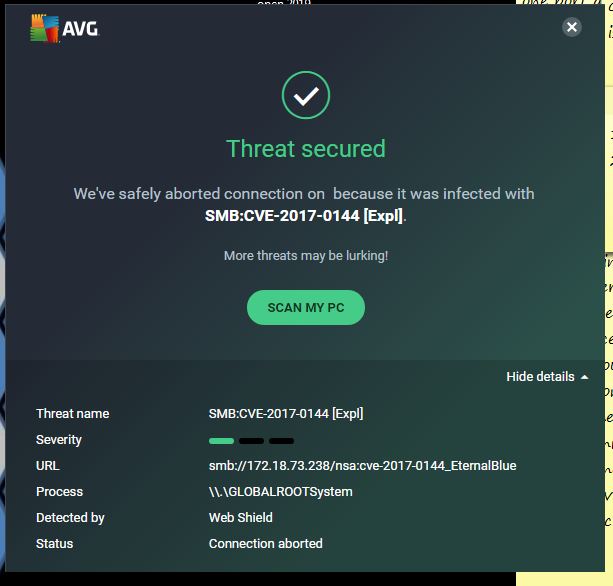 AVG
Threat secured
We've safely aborted connection on  because it was infected with
SMB:CVE-2017-0144 [Expl].
More threats may be lurking!
SCAN MY PC
Hide details
Threat name SMB:CVE-2017-0144 [Expl]
Severity
URL smb://172.18.73.238/nsa:cve-2017-0144_EternalBlue
Process \\.\GLOBALROOTSystem
Detected by Web Shield
Status Connection aborted